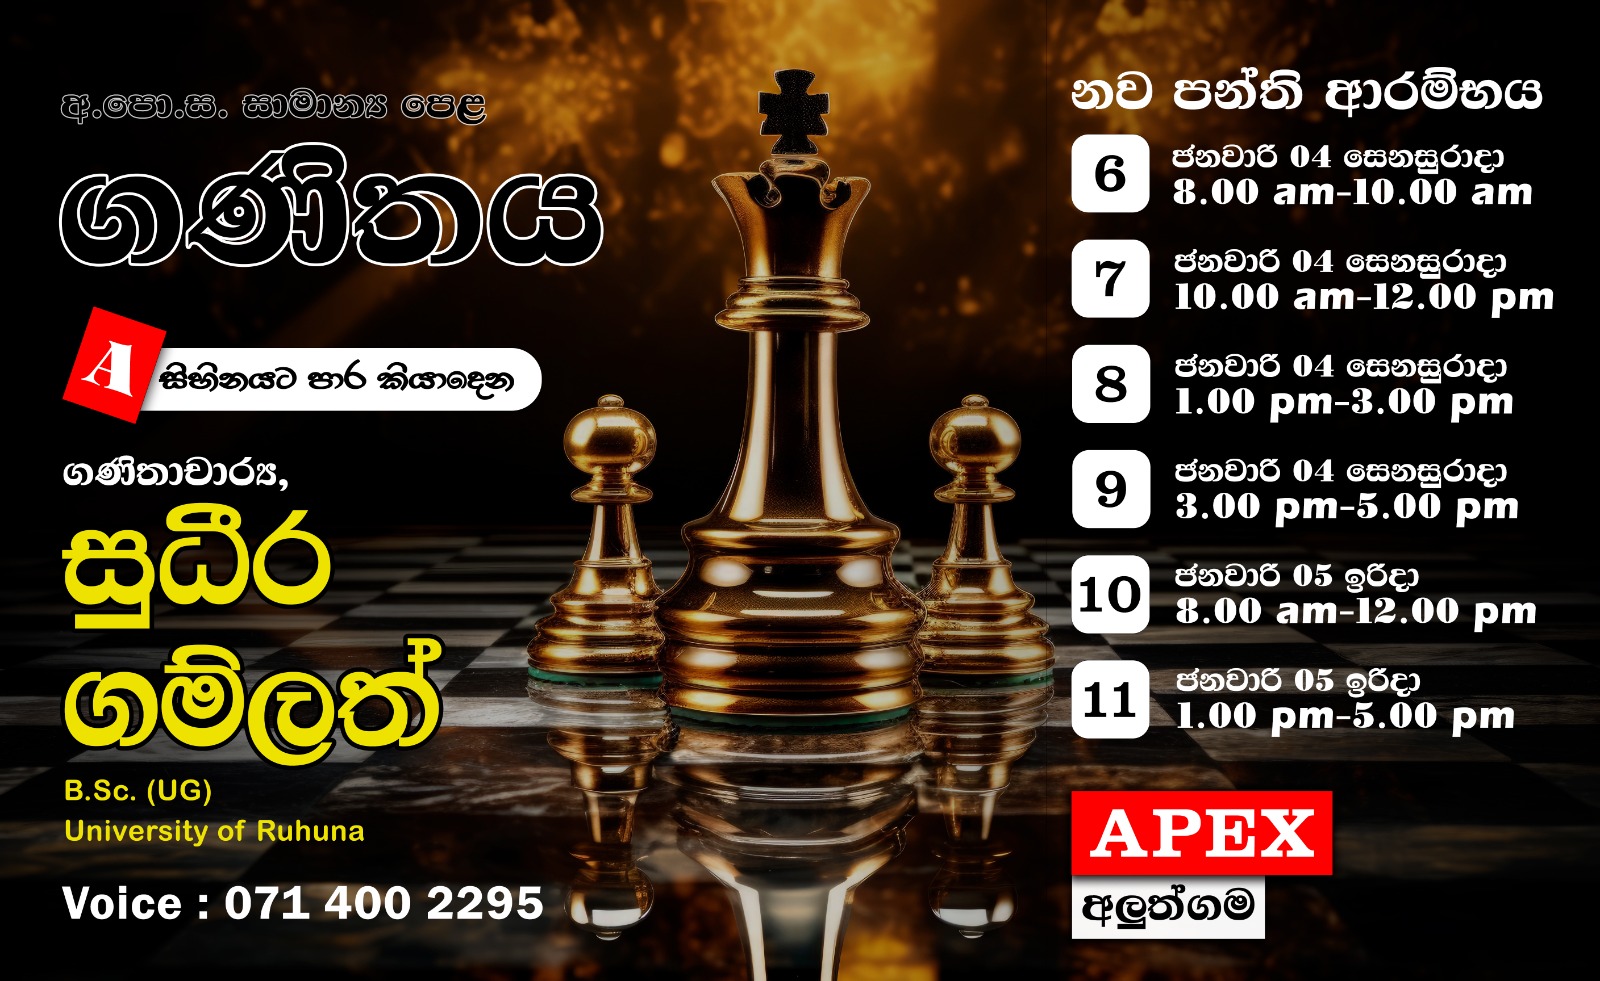 අ.පො.ස. සාමාන්‍ය පෙළ
ගණිතය
A සිහිනයට පාර කියාදෙන
ගණිතාචාර්‍ය,
සුධීර
ගම්ලත්
B.Sc. (UG)
University of Ruhuna
Voice : 071 400 2295
නව පන්ති ආරම්භය
6
ජනවාරි 04 සෙනසුරාදා
8.00 am-10.00 am
7
ජනවාරි 04 සෙනසුරාදා
10.00 am-12.00 pm
8
ජනවාරි 04 සෙනසුරාදා
1.00 pm-3.00 pm
9
ජනවාරි 04 සෙනසුරාදා
3.00 pm-5.00 pm
10
ජනවාරි 05 ඉරිදා
8.00 am-12.00 pm
11
ජනවාරි 05 ඉරිදා
1.00 pm-5.00 pm
APEX
අලුත්ගම